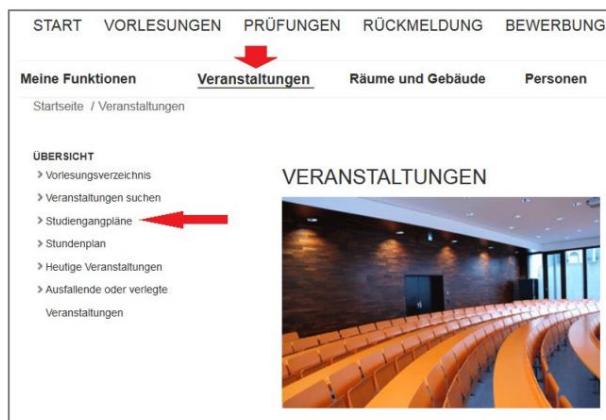 START VORLESUNGEN PRÜFUNGEN RÜCKMELDUNG BEWERBUNG
Meine Funktionen Veranstaltungen Räume und Gebäude Personen
Startseite / Veranstaltungen
ÜBERSICHT
> Vorlesungsverzeichnis
> Veranstaltungen suchen
> Studiengangpläne
> Stundenplan
> Heutige Veranstaltungen
> Ausfallende oder verlegte
Veranstaltungen
VERANSTALTUNGEN